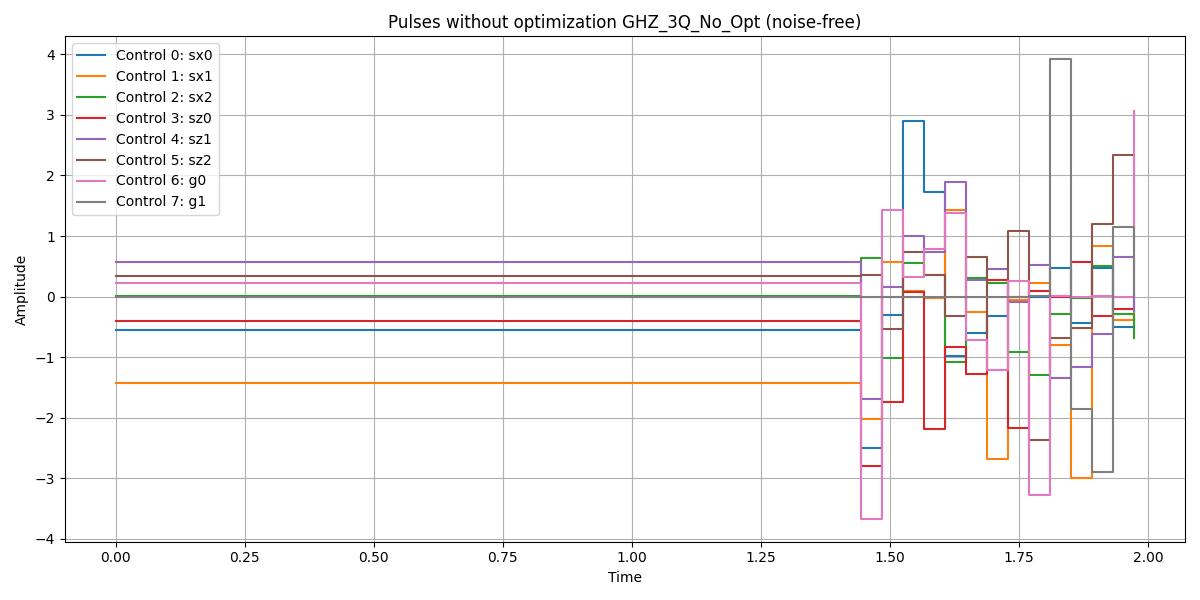 Pulses without optimization GHZ_3Q_No_Opt (noise-free)
4
3
2
1
0
−1
−2
−3
−4
Amplitude
Control 0: sx0
Control 1: sx1
Control 2: sx2
Control 3: sz0
Control 4: sz1
Control 5: sz2
Control 6: g0
Control 7: g1
0.00 0.25 0.50 0.75 1.00 1.25 1.50 1.75 2.00
Time